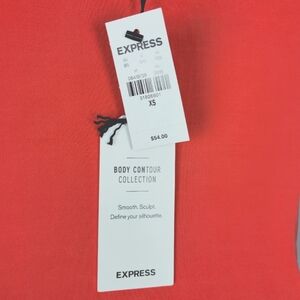 EXPRESS
XS
$54.00
BODY CONTOUR
COLLECTION
Smooth. Sculpt.
Define your silhouette.
EXPRESS